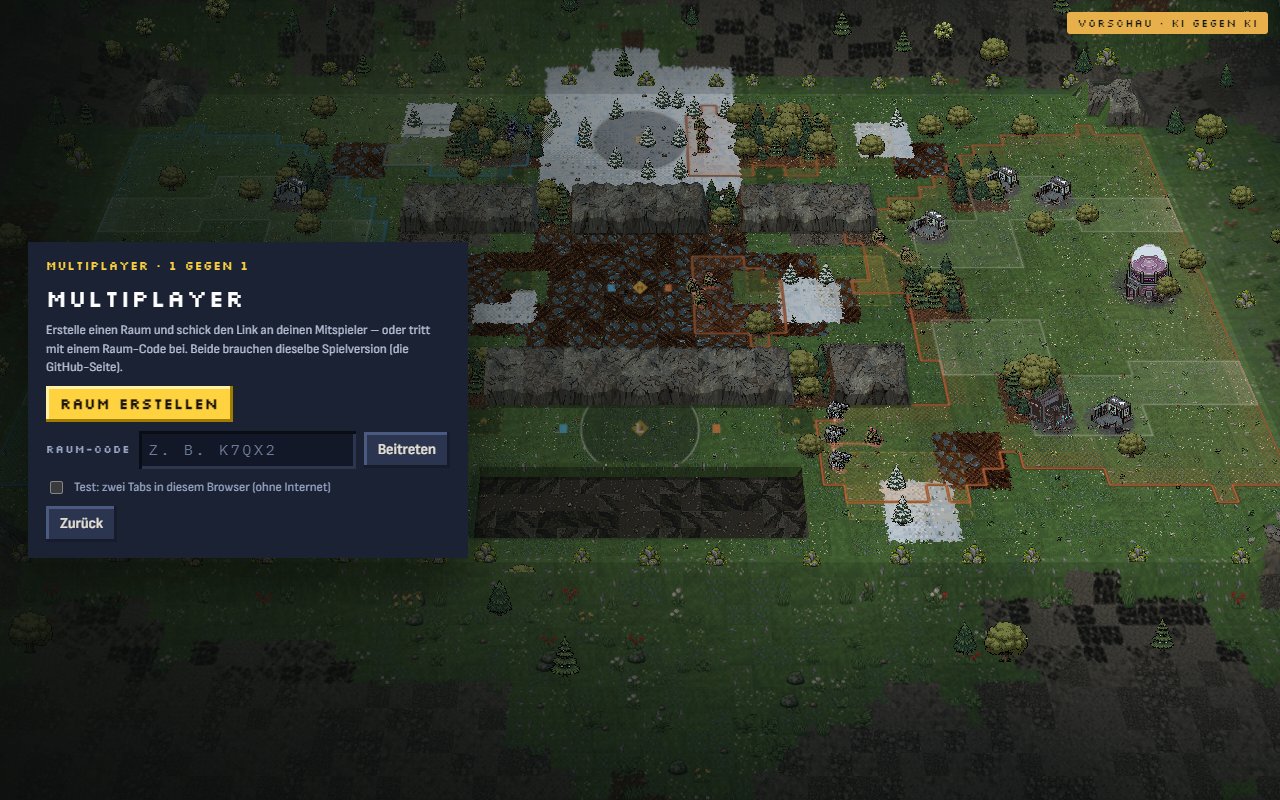 VORSCHAU · KI GEGEN KI
MULTIPLAYER · 1 GEGEN 1
MULTIPLAYER
Erstelle einen Raum und schick den Link an deinen Mitspieler – oder tritt
mit einem Raum-Code bei. Beide brauchen dieselbe Spielversion (die
GitHub-Seite).
RAUM ERSTELLEN
RAUM-CODE Z. B. K7QX2 Beitreten
Test: zwei Tabs in diesem Browser (ohne Internet)
Zurück